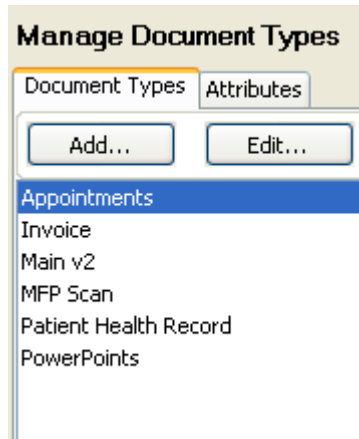 Manage Document Types
Document Types Attributes
Add... Edit...
Appointments
Invoice
Main v2
MFP Scan
Patient Health Record
PowerPoints